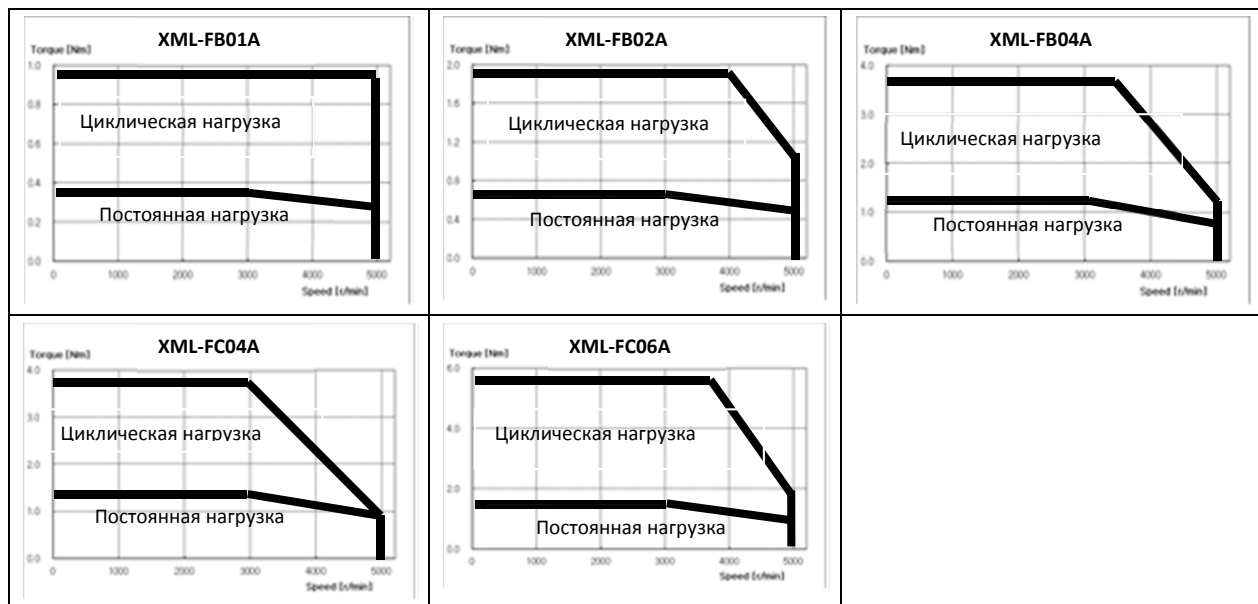 XML-FB01A
Torque [Nm]
1.0
0.8
0.6
0.4
0.2
0.0
Циклическая нагрузка
Постоянная нагрузка
0 1000 2000 3000 4000 5000
Speed [r/min]
XML-FB02A
Torque [Nm]
2.0
1.6
1.2
0.8
0.4
0.0
Циклическая нагрузка
Постоянная нагрузка
0 1000 2000 3000 4000 5000
Speed [r/min]
XML-FB04A
Torque [Nm]
4.0
3.0
2.0
1.0
0.0
Циклическая нагрузка
Постоянная нагрузка
0 1000 2000 3000 4000 5000
Speed [r/min]
XML-FC04A
Torque [Nm]
4.0
3.0
2.0
1.0
0.0
Циклическая нагрузка
Постоянная нагрузка
0 1000 2000 3000 4000 5000
Speed [r/min]
XML-FC06A
Torque [Nm]
6.0
4.0
2.0
0.0
Циклическая нагрузка
Постоянная нагрузка
0 1000 2000 3000 4000 5000
Speed [r/min]